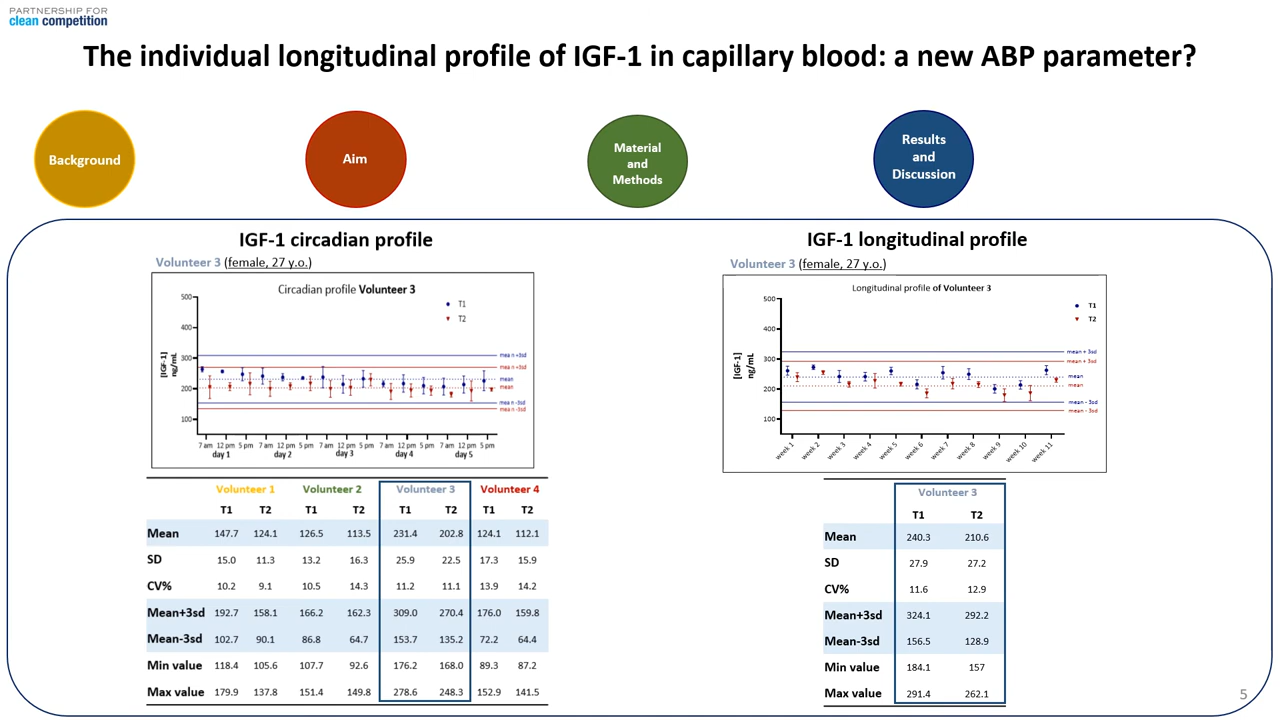 PARTNERSHIP FOR
clean competition
The individual longitudinal profile of IGF-1 in capillary blood: a new ABP parameter?
Background
Aim
Material
and
Methods
Results
and
Discussion
IGF-1 circadian profile
Volunteer 3 (female, 27 y.o.)
Circadian profile Volunteer 3
T1
T2
[IGF-1]
ng/mL
500
400
300
200
100
mean +3sd
mean +3sd
mean
mean
mean -3sd
mean -3sd
7 am 12 pm 5 pm 7 am 12 pm 5 pm 7 am 12 pm 5 pm 7 am 12 pm 5 pm 7 am 12 pm 5 pm
day 1 day 2 day 3 day 4 day 5
Volunteer 1 Volunteer 2 Volunteer 3 Volunteer 4
T1 T2 T1 T2 T1 T2 T1 T2
Mean 147.7 124.1 126.5 113.5 231.4 202.8 124.1 112.1
SD 15.0 11.3 13.2 16.3 25.9 22.5 17.3 15.9
CV% 10.2 9.1 10.5 14.3 11.2 11.1 13.9 14.2
Mean+3sd 192.7 158.1 166.2 162.3 309.0 270.4 176.0 159.8
Mean-3sd 102.7 90.1 86.8 64.7 153.7 135.2 72.2 64.4
Min value 118.4 105.6 107.7 92.6 176.2 168.0 89.3 87.2
Max value 179.9 137.8 151.4 149.8 278.6 248.3 152.9 141.5
IGF-1 longitudinal profile
Volunteer 3 (female, 27 y.o.)
Longitudinal profile of Volunteer 3
T1
T2
[IGF-1]
ng/mL
500
400
300
200
100
mean + 3sd
mean + 3sd
mean
mean
mean - 3sd
mean - 3sd
week 1 week 2 week 3 week 4 week 5 week 6 week 7 week 8 week 9 week 10 week 11
Volunteer 3
T1 T2
Mean 240.3 210.6
SD 27.9 27.2
CV% 11.6 12.9
Mean+3sd 324.1 292.2
Mean-3sd 156.5 128.9
Min value 184.1 157
Max value 291.4 262.1
5